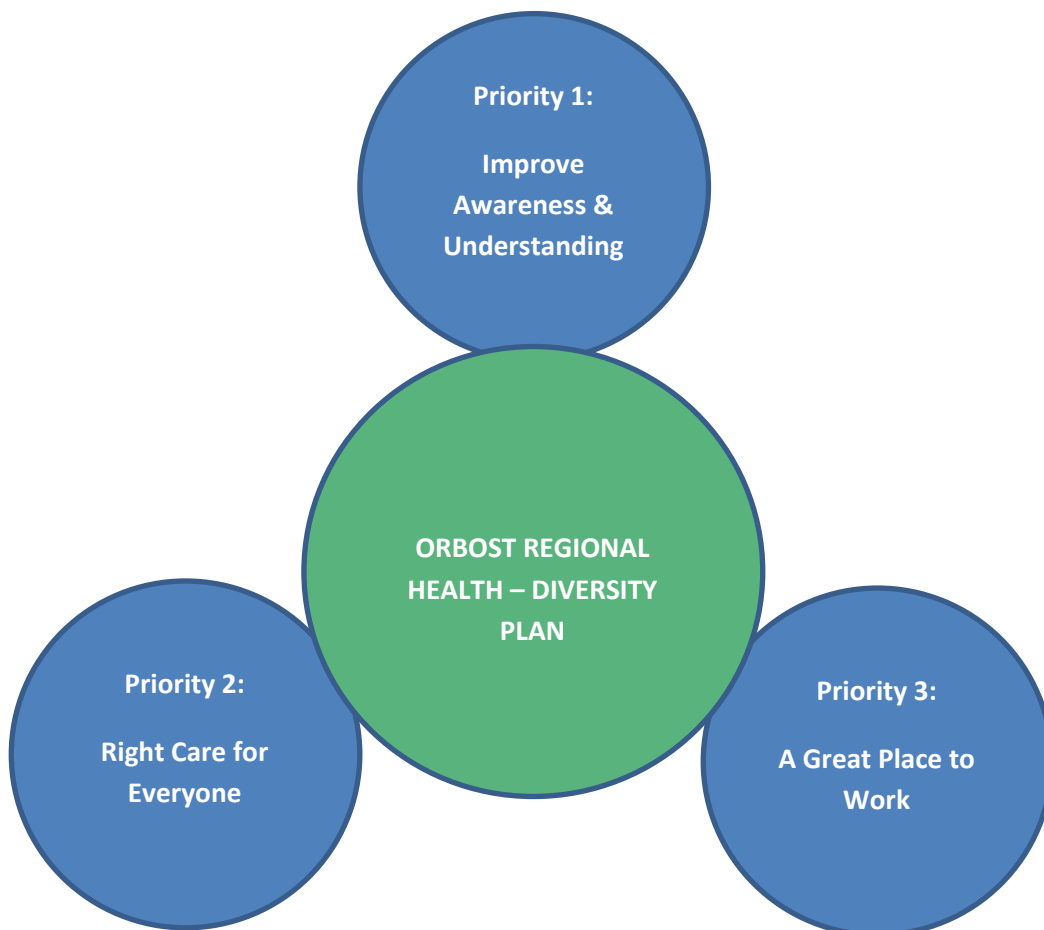 Priority 1:
Improve
Awareness &
Understanding
ORBOST REGIONAL
HEALTH – DIVERSITY
PLAN
Priority 2:
Right Care for
Everyone
Priority 3:
A Great Place to
Work